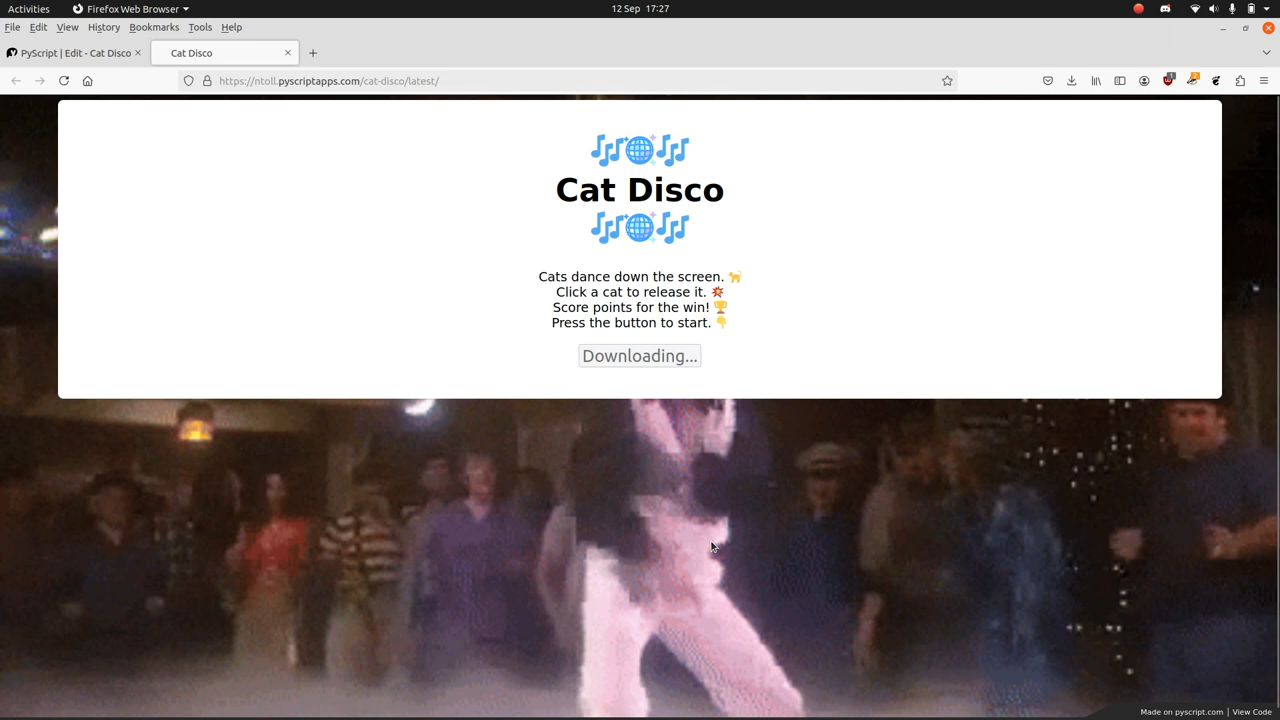 Activities
Firefox Web Browser
12 Sep 17:27
File Edit View History Bookmarks Tools Help
PyScript | Edit - Cat Disco
Cat Disco
https://ntoll.pyscriptapps.com/cat-disco/latest/
Cat Disco
Cats dance down the screen.
Click a cat to release it.
Score points for the win!
Press the button to start.
Downloading...
Made on pyscript.com | View Code